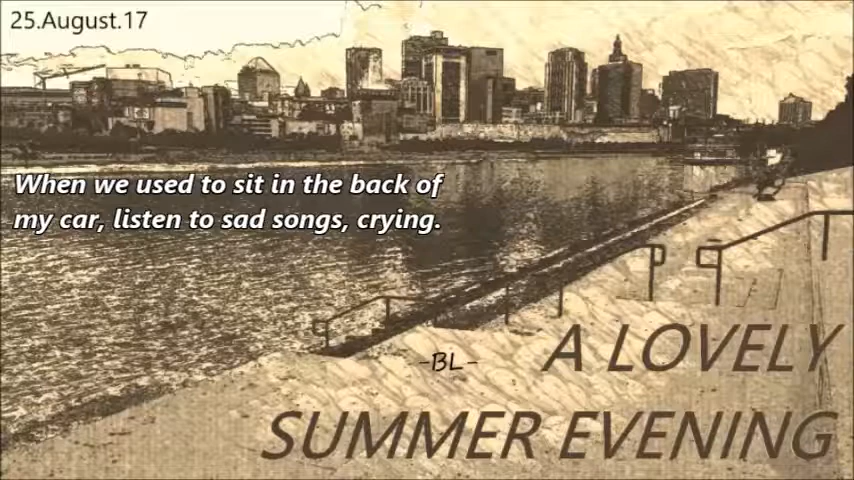 25.August.17
When we used to sit in the back of
my car, listen to sad songs, crying.
-BL-
A LOVELY
SUMMER EVENING